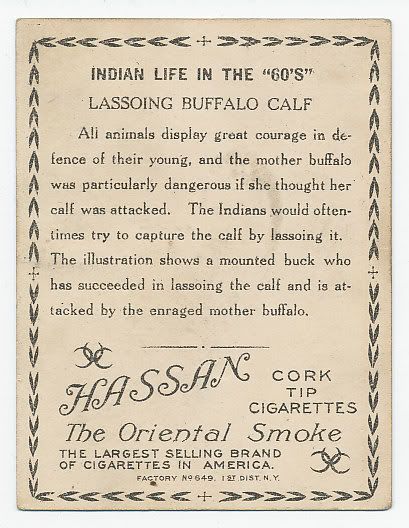 INDIAN LIFE IN THE "60'S"
LASSOING BUFFALO CALF
All animals display great courage in de-
fence of their young, and the mother buffalo
was particularly dangerous if she thought her
calf was attacked. The Indians would often-
times try to capture the calf by lassoing it.
The illustration shows a mounted buck who
has succeeded in lassoing the calf and is at-
tacked by the enraged mother buffalo.
HASSAN
CORK
TIP
CIGARETTES
The Oriental Smoke
THE LARGEST SELLING BRAND
OF CIGARETTES IN AMERICA.
FACTORY No 649. 1ST DIST. N.Y.